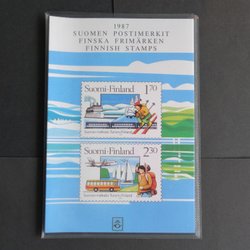 1987
SUOMEN POSTIMERKIT
FINSKA FRIMÄRKEN
FINNISH STAMPS
Suomi-Finland
1,70
Suomi-Finland
2,30